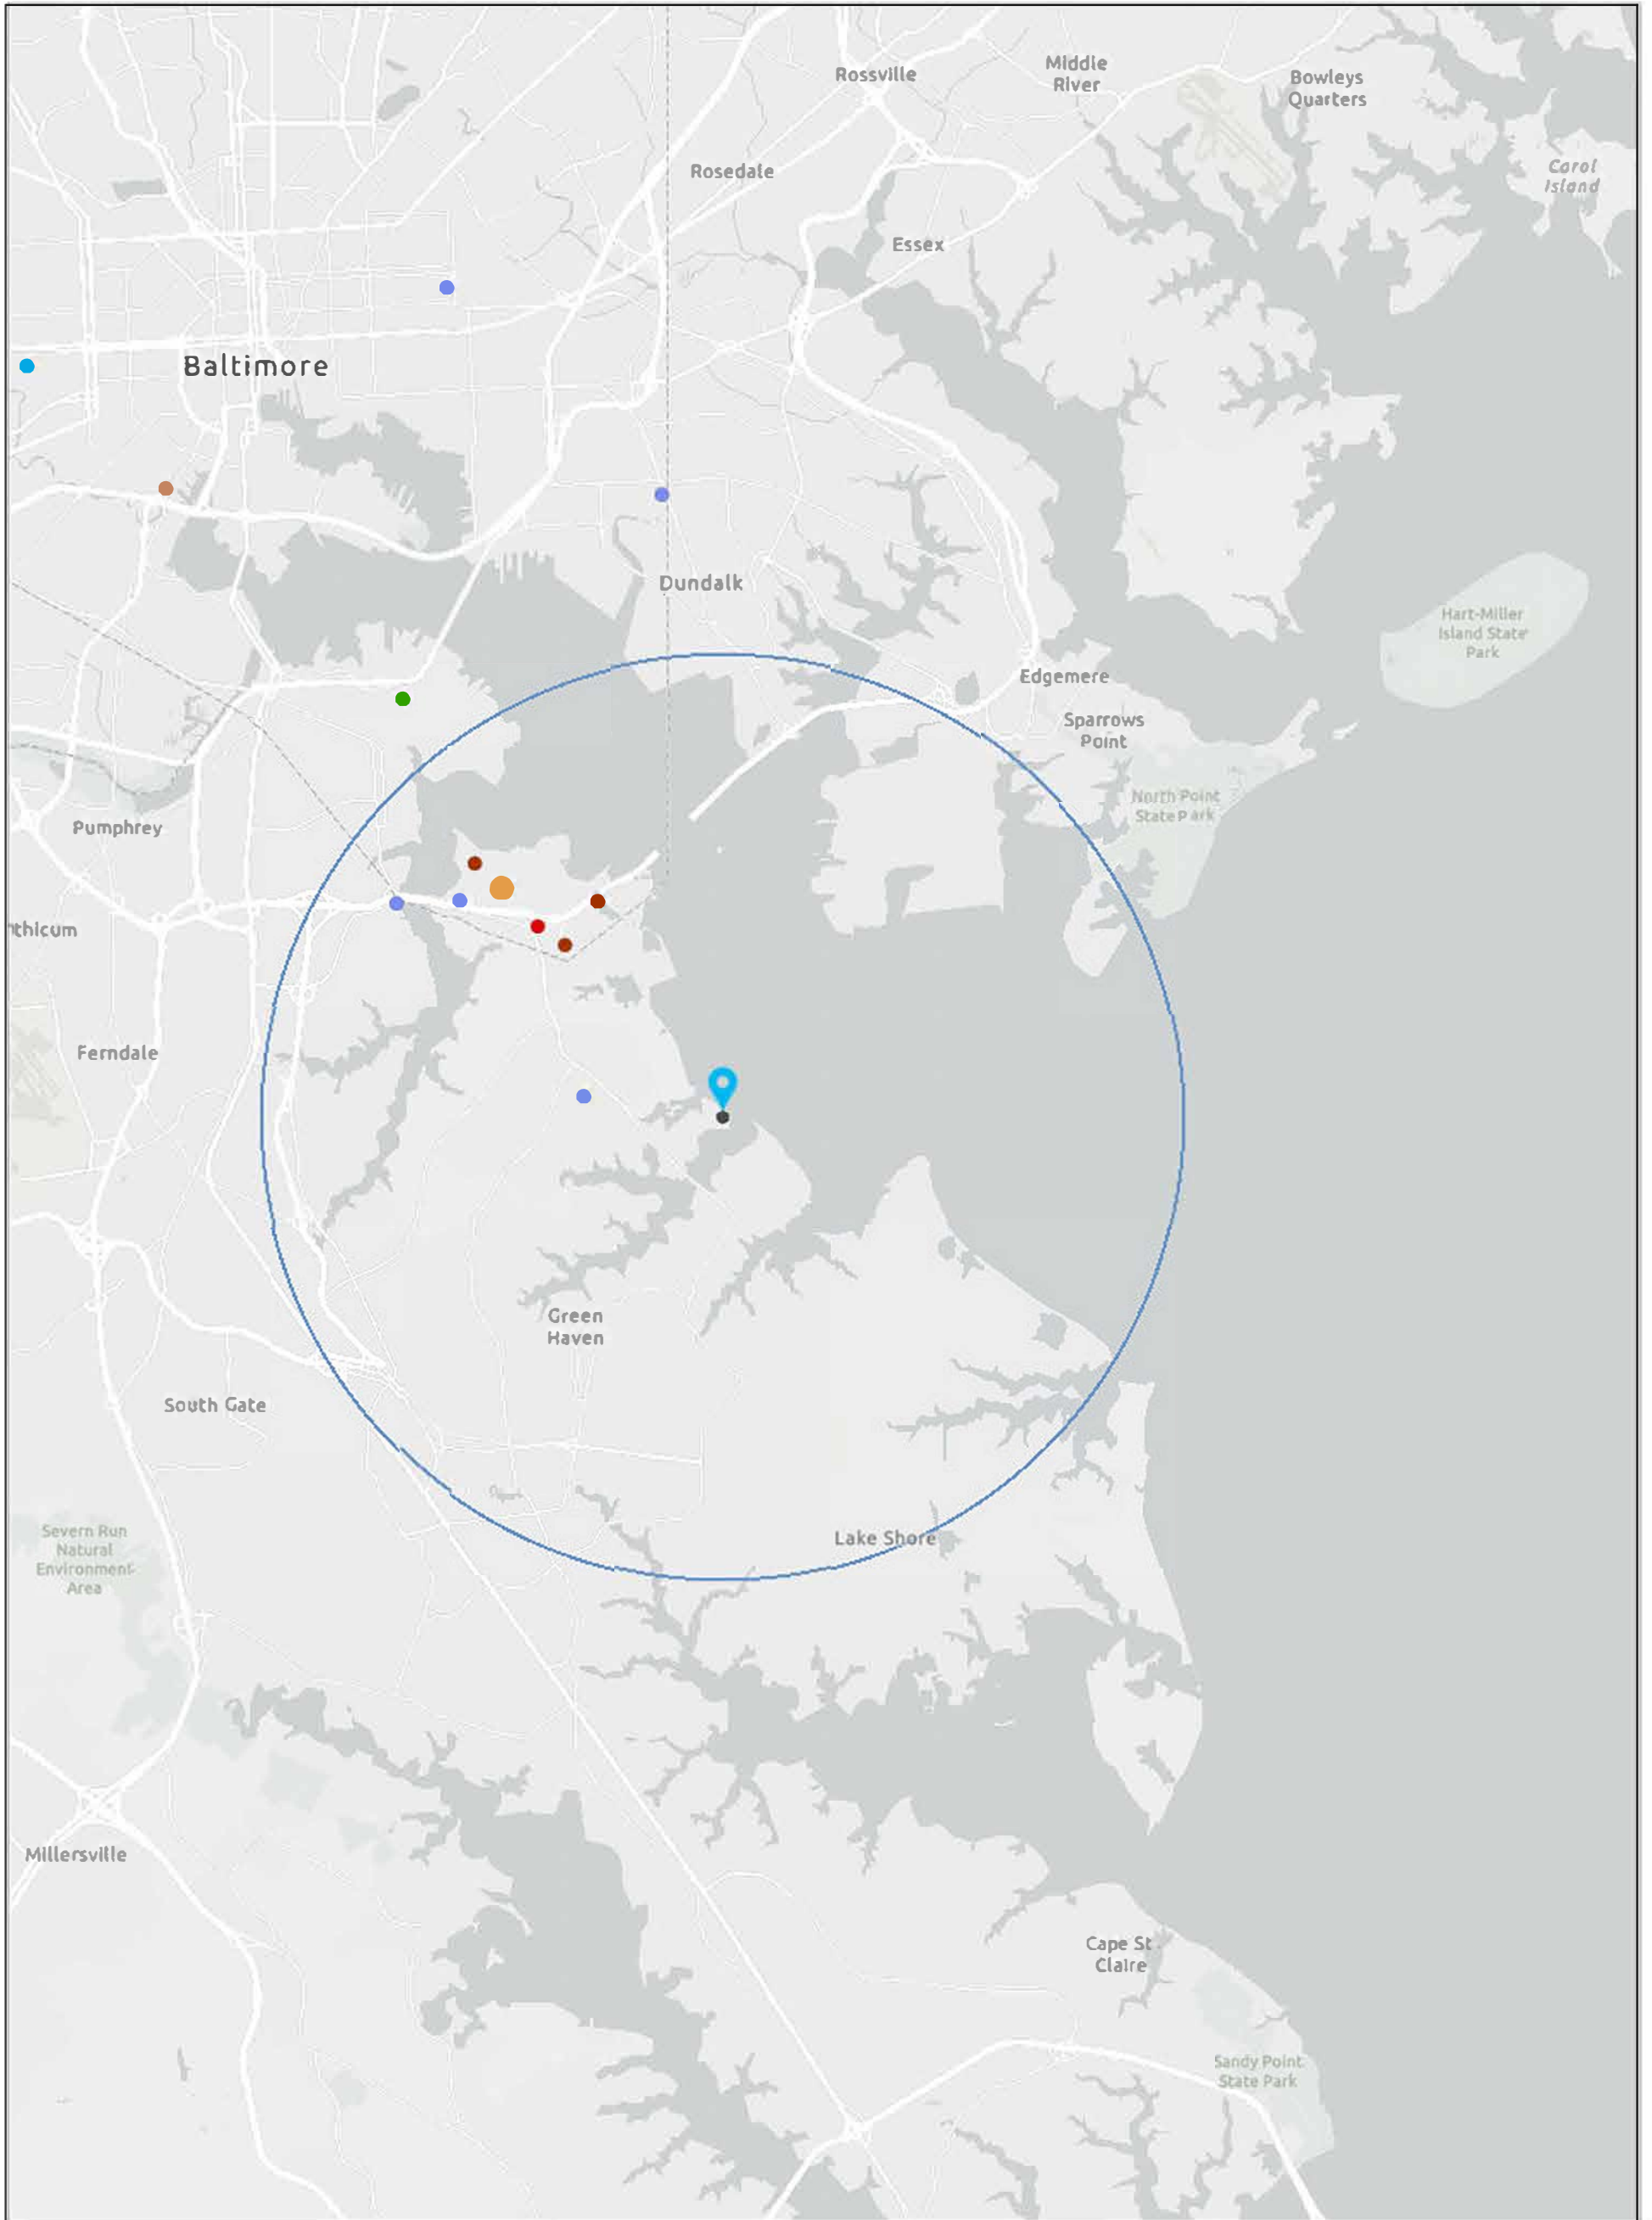 Rossville
Middle
River
Bowleys
Quarters
Rosedale
Carol
Island
Essex
Baltimore
Dundalk
Hart-Miller
Island State
Park
Edgemere
Sparrows
Point
North Point
State Park
Pumphrey
thicum
Ferndale
Green
Haven
South Gate
Severn Run
Natural
Environment
Area
Lake Shore
Millersville
Cape St
Claire
Sandy Point
State Park